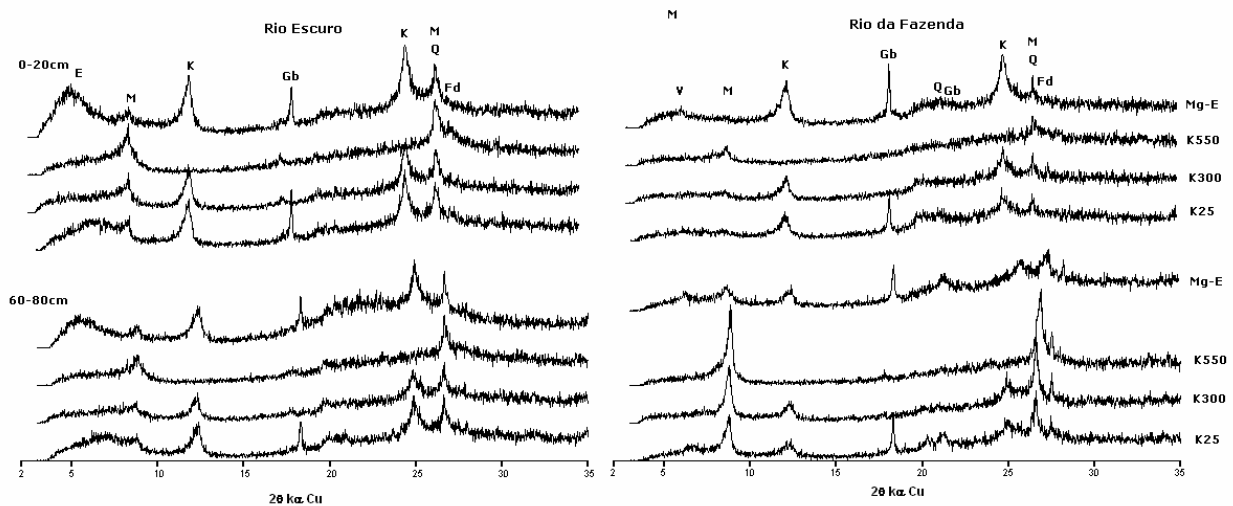 Rio Escuro
M
Rio da Fazenda
0-20cm
E
M
K
Gb
K
M
Q
Fd
V
M
K
Gb
Q
Gb
K
M
Q
Fd
Mg-E
K550
K300
K25
60-80cm
Mg-E
K550
K300
K25
2 5 10 15 20 25 30 35
2 5 10 15 20 25 30 35
2θ kα Cu
2θ kα Cu